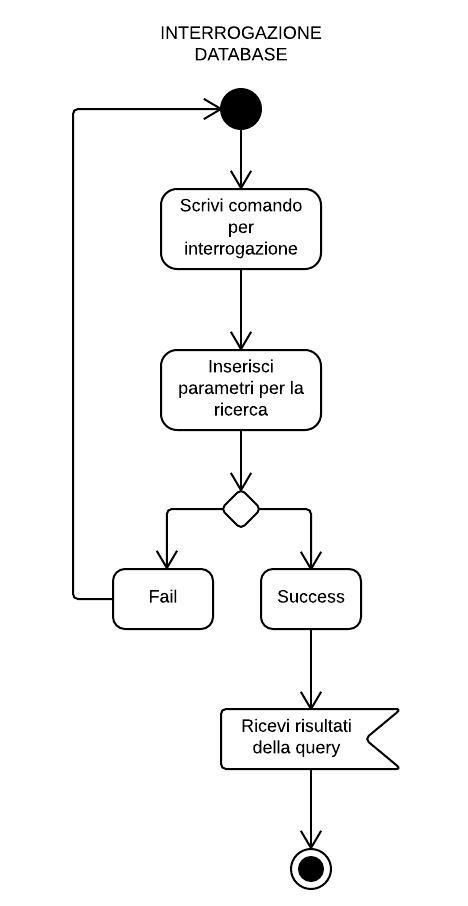 INTERROGAZIONE
DATABASE
Scrivi comando
per
interrogazione
Inserisci
parametri per la
ricerca
Fail
Success
Ricevi risultati
della query